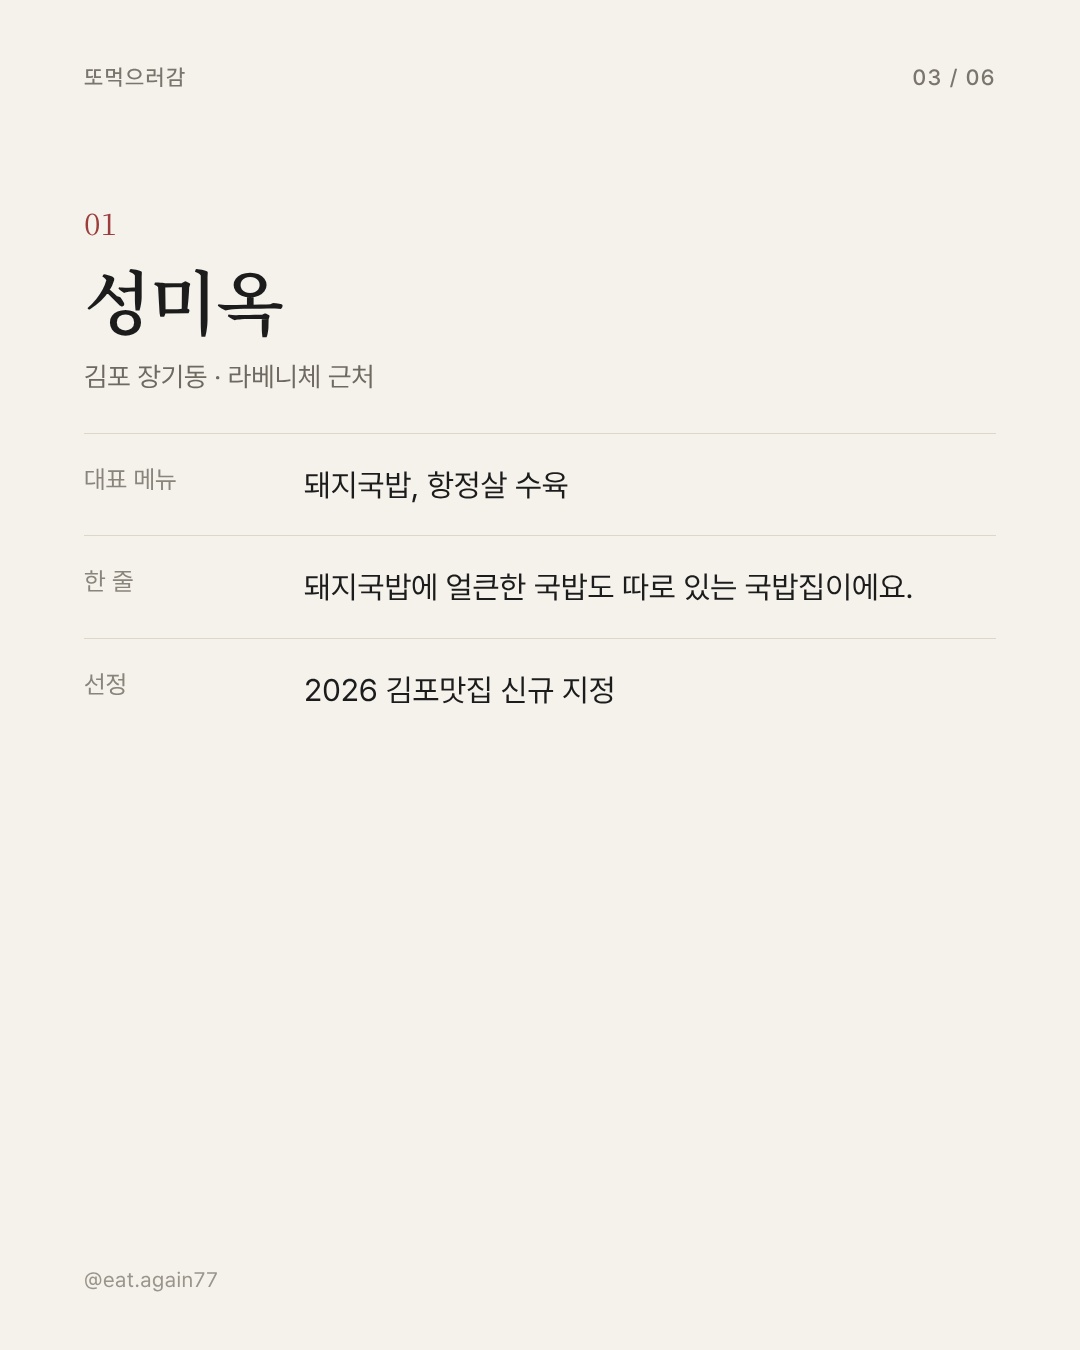 또먹으러감
03 / 06
01
성미옥
김포 장기동 · 라베니체 근처
대표 메뉴
돼지국밥, 항정살 수육
한 줄
돼지국밥에 얼큰한 국밥도 따로 있는 국밥집이에요.
선정
2026 김포맛집 신규 지정
@eat.again77